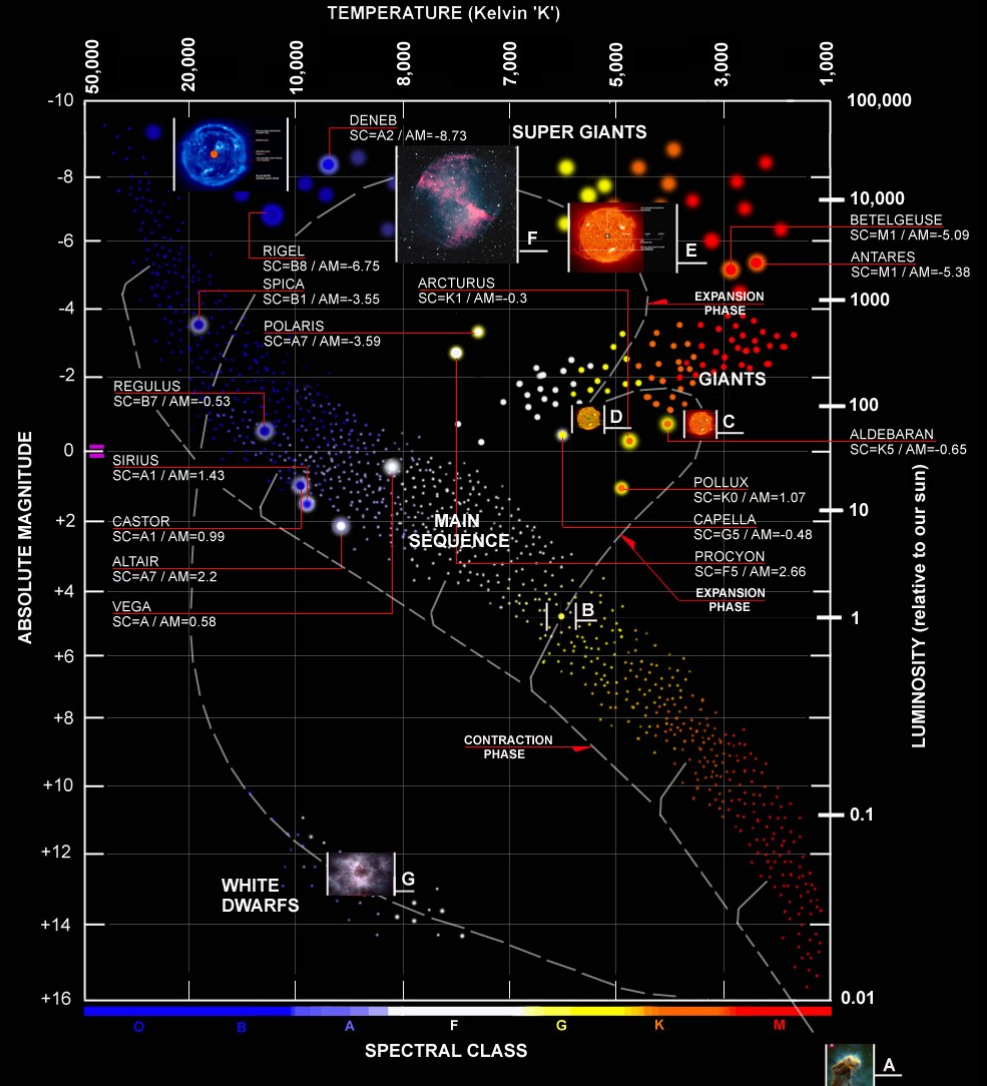 TEMPERATURE (Kelvin 'K')
50,000
20,000
10,000
8,000
7,000
5,000
3,000
1,000
-10
100,000
DENEB
SC=A2 / AM=-8.73
SUPER GIANTS
-8
10,000
BETELGEUSE
SC=M1 / AM=-5.09
F
E
-6
RIGEL
SC=B8 / AM=-6.75
ANTARES
SC=M1 / AM=-5.38
SPICA
SC=B1 / AM=-3.55
ARCTURUS
SC=K1 / AM=-0.3
EXPANSION
PHASE
1000
-4
POLARIS
SC=A7 / AM=-3.59
-2
GIANTS
REGULUS
SC=B7 / AM=-0.53
100
D
C
ALDEBARAN
SC=K5 / AM=-0.65
0
SIRIUS
SC=A1 / AM=1.43
POLLUX
SC=K0 / AM=1.07
10
+2
CASTOR
SC=A1 / AM=0.99
MAIN
SEQUENCE
CAPELLA
SC=G5 / AM=-0.48
ALTAIR
SC=A7 / AM=2.2
PROCYON
SC=F5 / AM=2.66
+4
EXPANSION
PHASE
VEGA
SC=A / AM=0.58
B
1
ABSOLUTE MAGNITUDE
LUMINOSITY (relative to our sun)
+6
+8
CONTRACTION
PHASE
+10
0.1
+12
G
WHITE
DWARFS
+14
+16
0.01
O B A F G K M
SPECTRAL CLASS
A